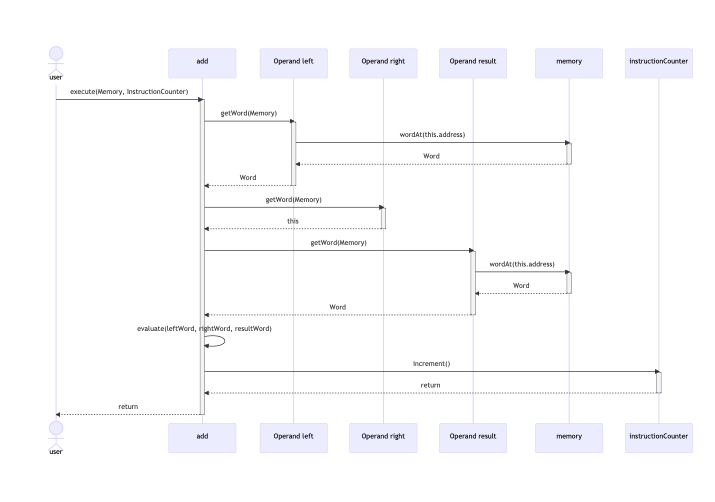 user
add
Operand left
Operand right
Operand result
memory
instructionCounter
execute(Memory, InstructionCounter)
getWord(Memory)
wordAt(this.address)
Word
Word
getWord(Memory)
this
getWord(Memory)
wordAt(this.address)
Word
Word
evaluate(leftWord, rightWord, resultWord)
increment()
return
return
user
add
Operand left
Operand right
Operand result
memory
instructionCounter